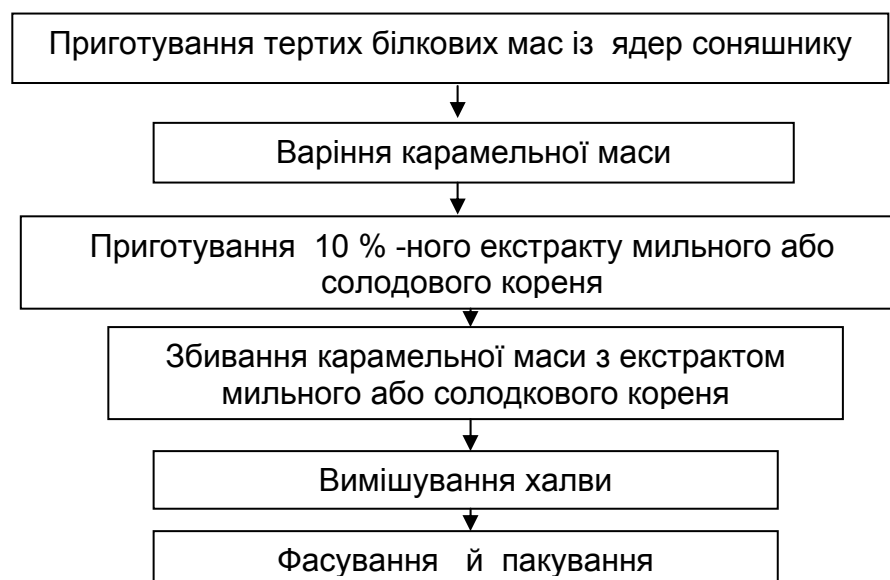 Приготування тертих білкових мас із ядер соняшнику
Варіння карамельної маси
Приготування 10 % -ного екстракту мильного або
солодового кореня
Збивання карамельної маси з екстрактом
мильного або солодкового кореня
Вимішування халви
Фасування й пакування